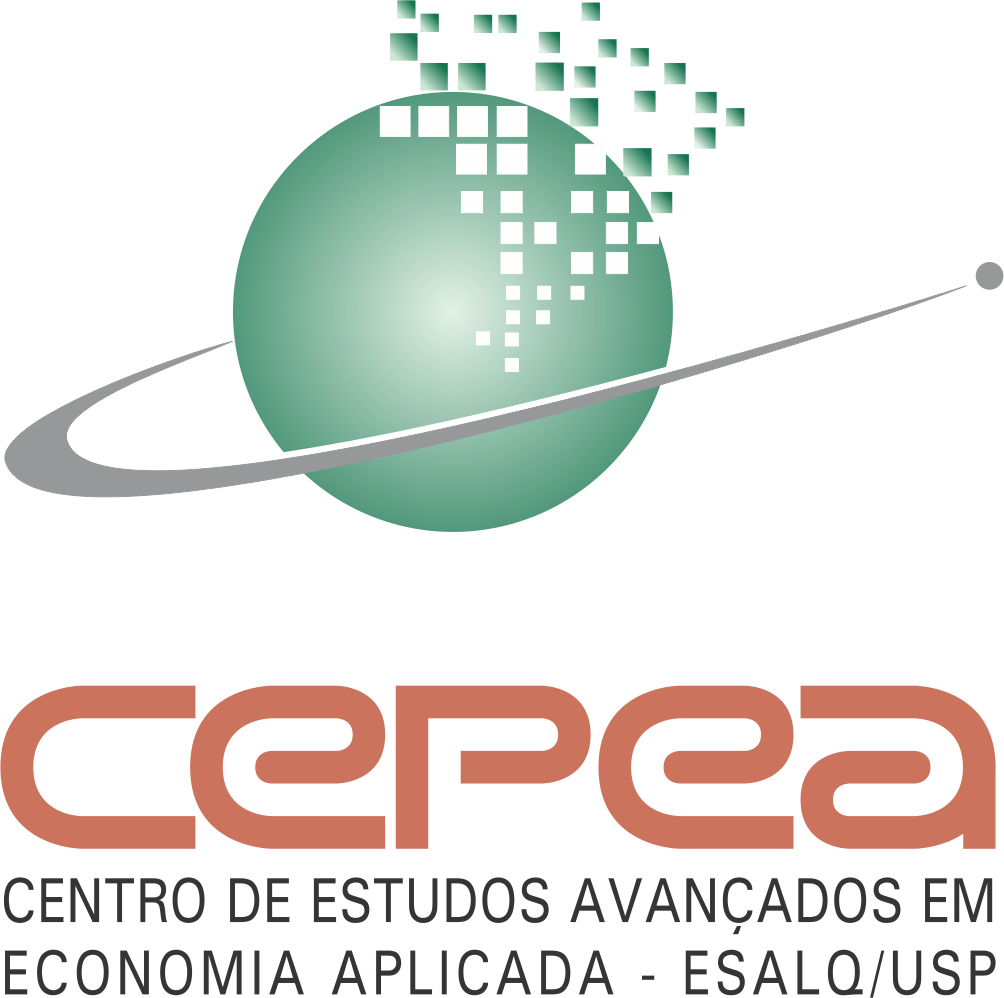 cepea
CENTRO DE ESTUDOS AVANÇADOS EM
ECONOMIA APLICADA - ESALQ/USP